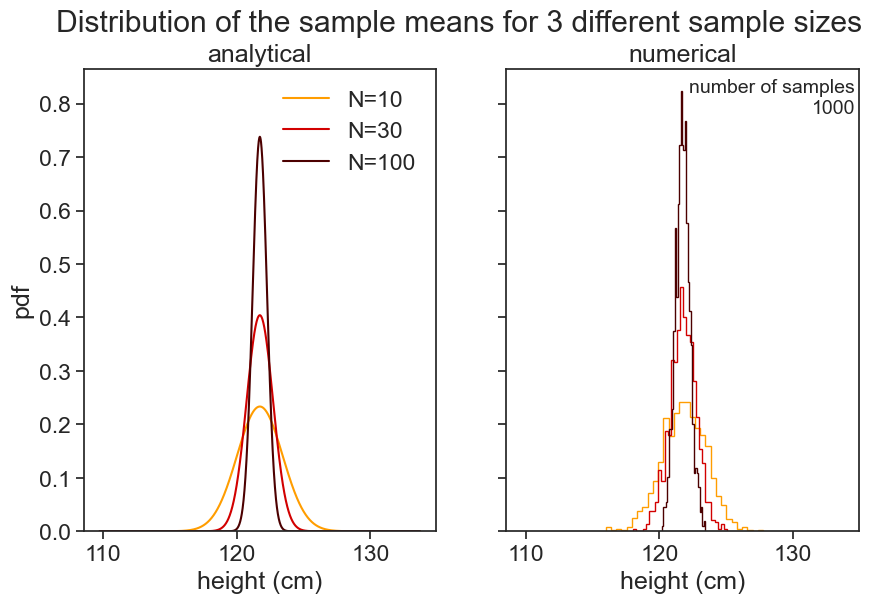 Distribution of the sample means for 3 different sample sizes
analytical
numerical
pdf
0.8
0.7
0.6
0.5
0.4
0.3
0.2
0.1
0.0
N=10
N=30
N=100
110
120
130
height (cm)
number of samples
1000
110
120
130
height (cm)